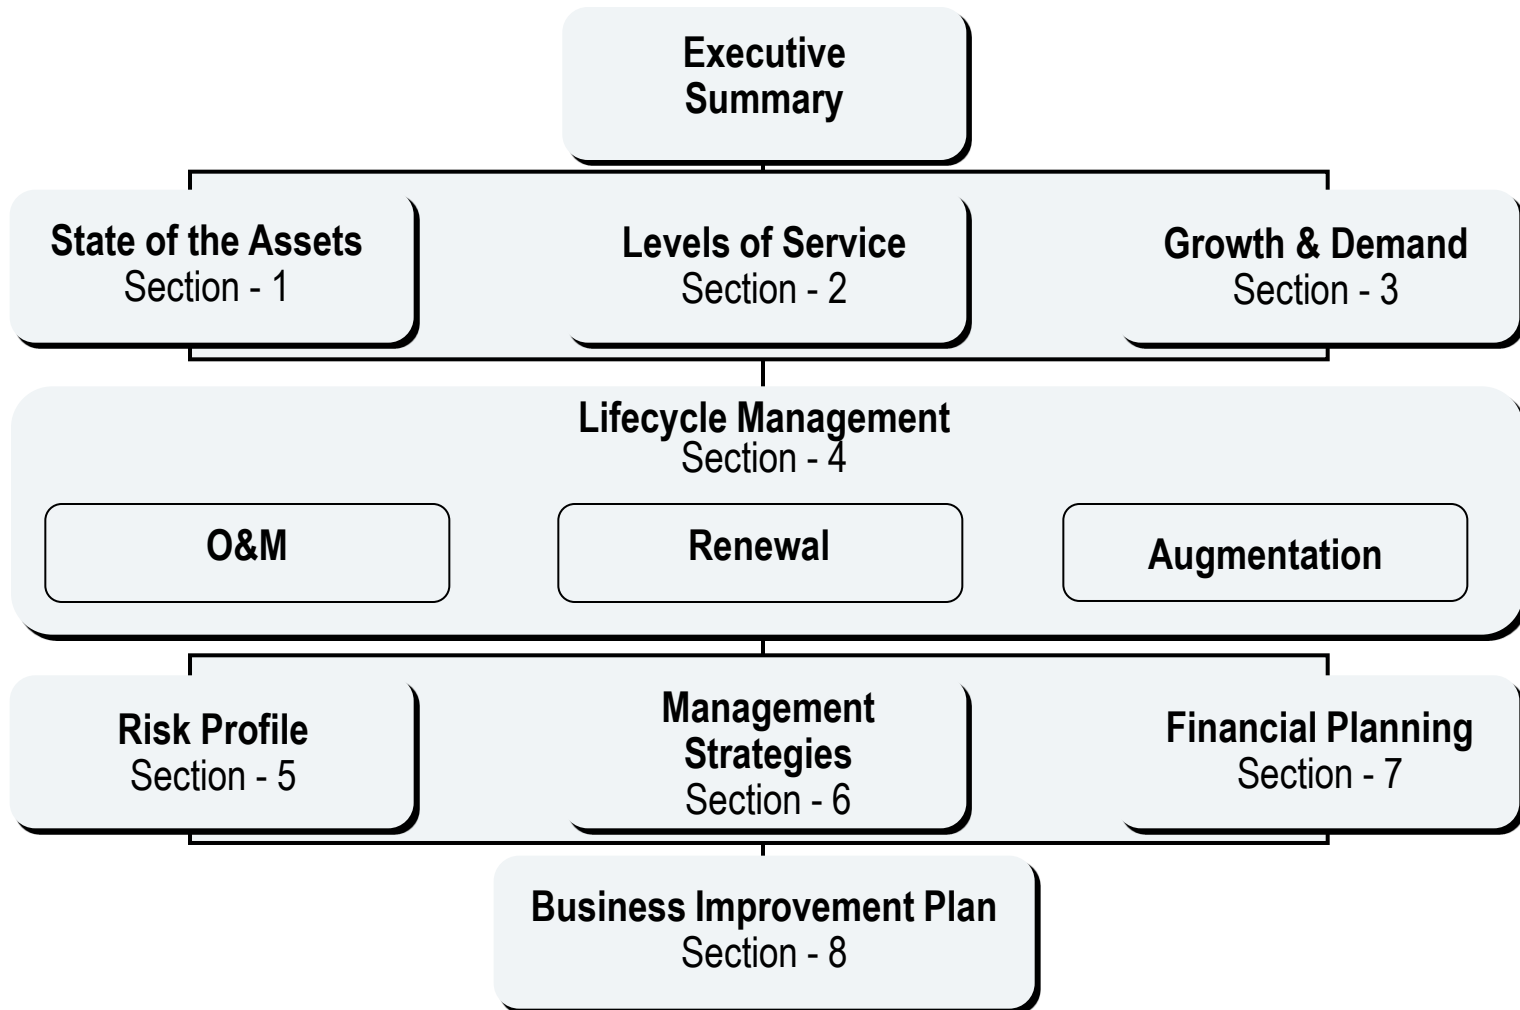 Executive
Summary
State of the Assets
Section - 1
Levels of Service
Section - 2
Growth & Demand
Section - 3
Lifecycle Management
Section - 4
O&M
Renewal
Augmentation
Risk Profile
Section - 5
Management
Strategies
Section - 6
Financial Planning
Section - 7
Business Improvement Plan
Section - 8